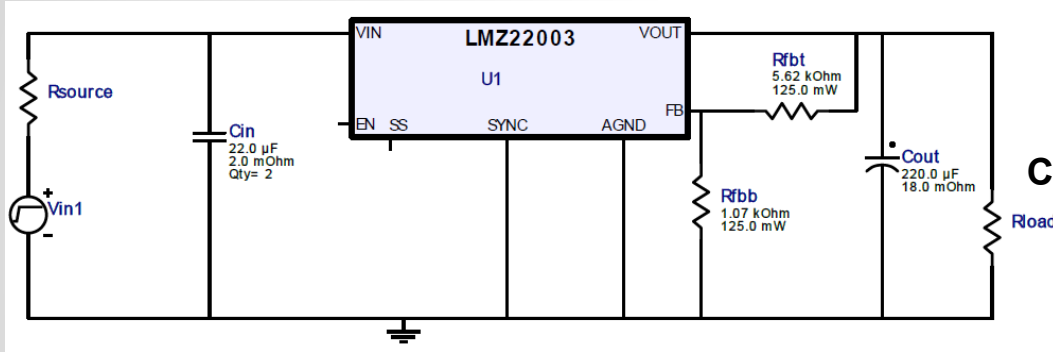 VIN
LMZ22003
VOUT
U1
Rfbt
5.62 kOhm
125.0 mW
Rsource
FB
EN
SS
SYNC
AGND
Cin
22.0 µF
2.0 mOhm
Qty= 2
Cout
220.0 µF
18.0 mOhm
C
Rfbb
1.07 kOhm
125.0 mW
+
Vin1
-
Rload